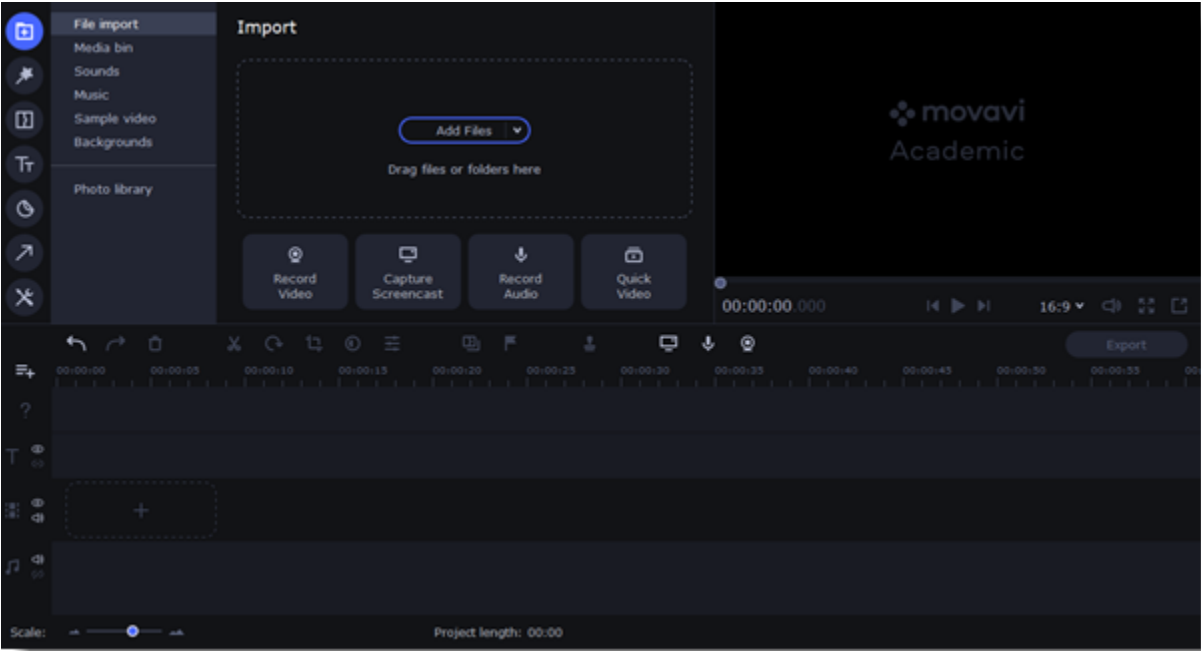 File import
Media bin
Sounds
Music
Sample video
Backgrounds
Photo library
Import
Add Files
Drag files or folders here
Record
Video
Capture
Screencast
Record
Audio
Quick
Video
movavi
Academic
00:00:00.000
16:9
Export
00:00:00 00:00:05 00:00:10 00:00:15 00:00:20 00:00:25 00:00:30 00:00:35 00:00:40 00:00:45 00:00:50 00:00:55 00:
Scale:
Project length: 00:00